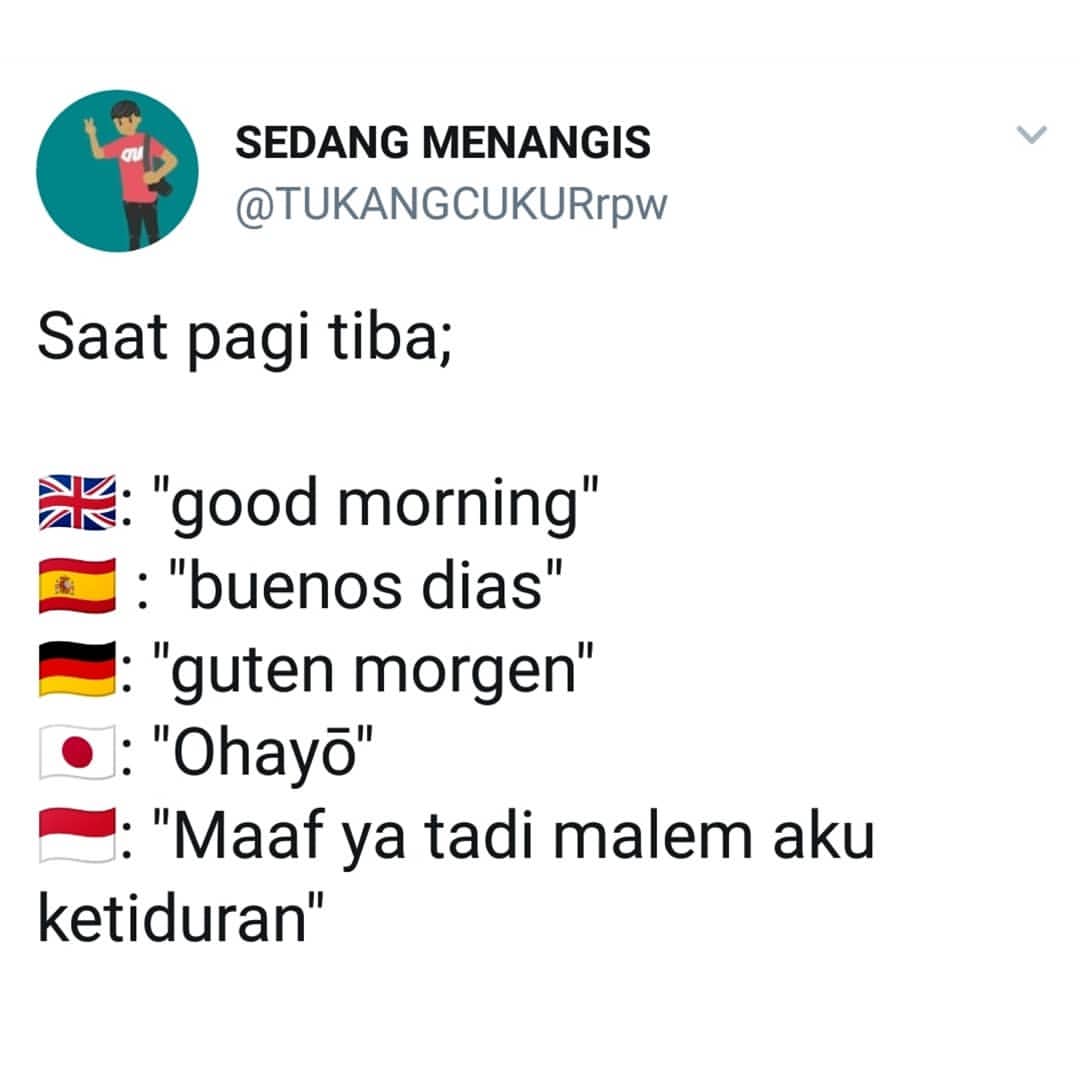 SEDANG MENANGIS
@TUKANGCUKURrpw
Saat pagi tiba;
🇬🇧: "good morning"
🇪🇸 : "buenos dias"
🇩🇪: "guten morgen"
🇯🇵: "Ohayō"
🇮🇩: "Maaf ya tadi malem aku
ketiduran"